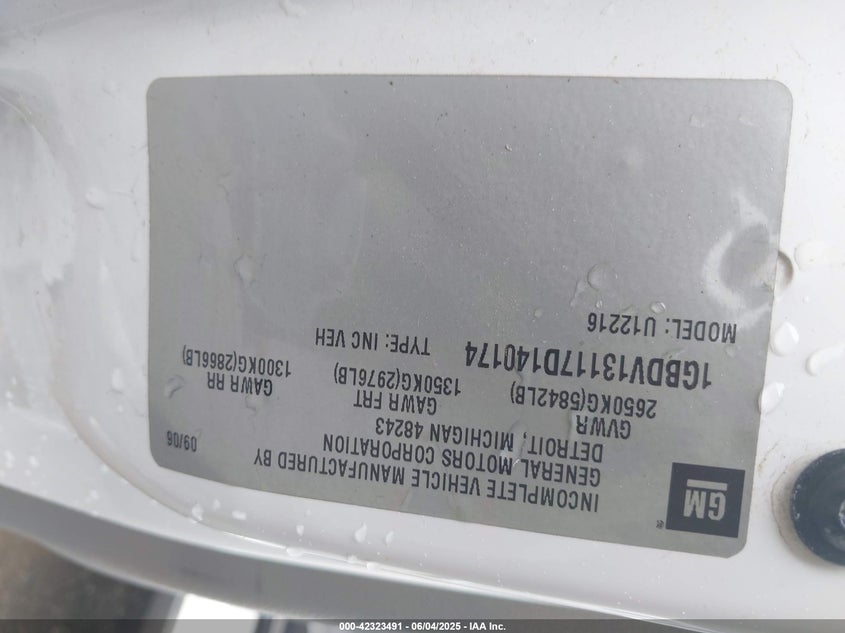 GM
®
INCOMPLETE VEHICLE MANUFACTURED BY
GENERAL MOTORS CORPORATION
DETROIT, MICHIGAN 48243
09/06
GVWR GAWR FRT GAWR RR
2650KG(5842LB) 1350KG(2976LB) 1300KG(2866LB)
1GBDV13117D140174 TYPE: INC VEH
MODEL: U12216
000-42323491 - 06/04/2025 - IAA Inc.